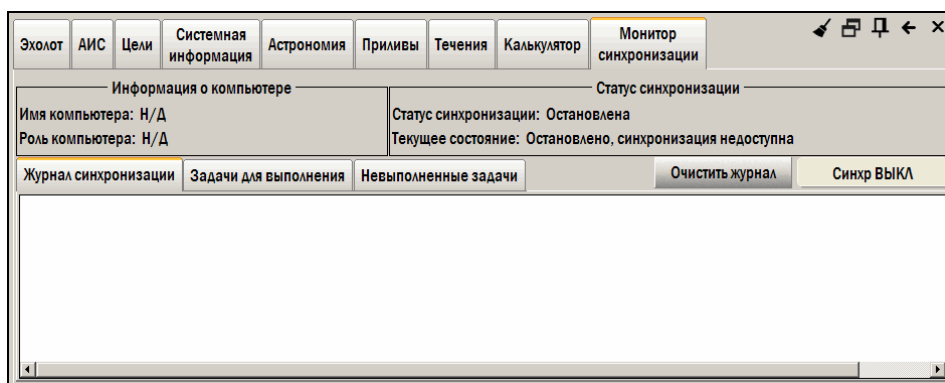 Эхолот АИС Цели Системная информация Астрономия Приливы Течения Калькулятор Монитор синхронизации
Информация о компьютере Статус синхронизации
Имя компьютера: Н/Д Статус синхронизации: Остановлена
Роль компьютера: Н/Д Текущее состояние: Остановлено, синхронизация недоступна
Журнал синхронизации Задачи для выполнения Невыполненные задачи Очистить журнал Синхр ВЫКЛ